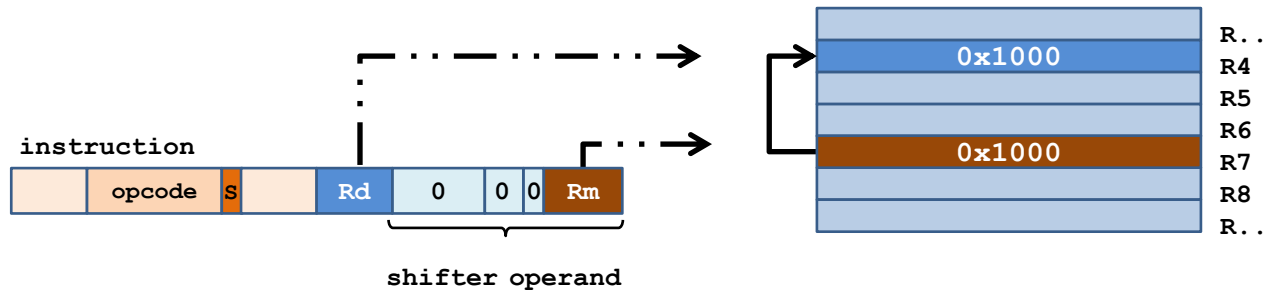 R..
0x1000
R4
R5
R6
0x1000
R7
R8
R..
instruction
opcode S Rd 0 0 0 Rm
shifter operand